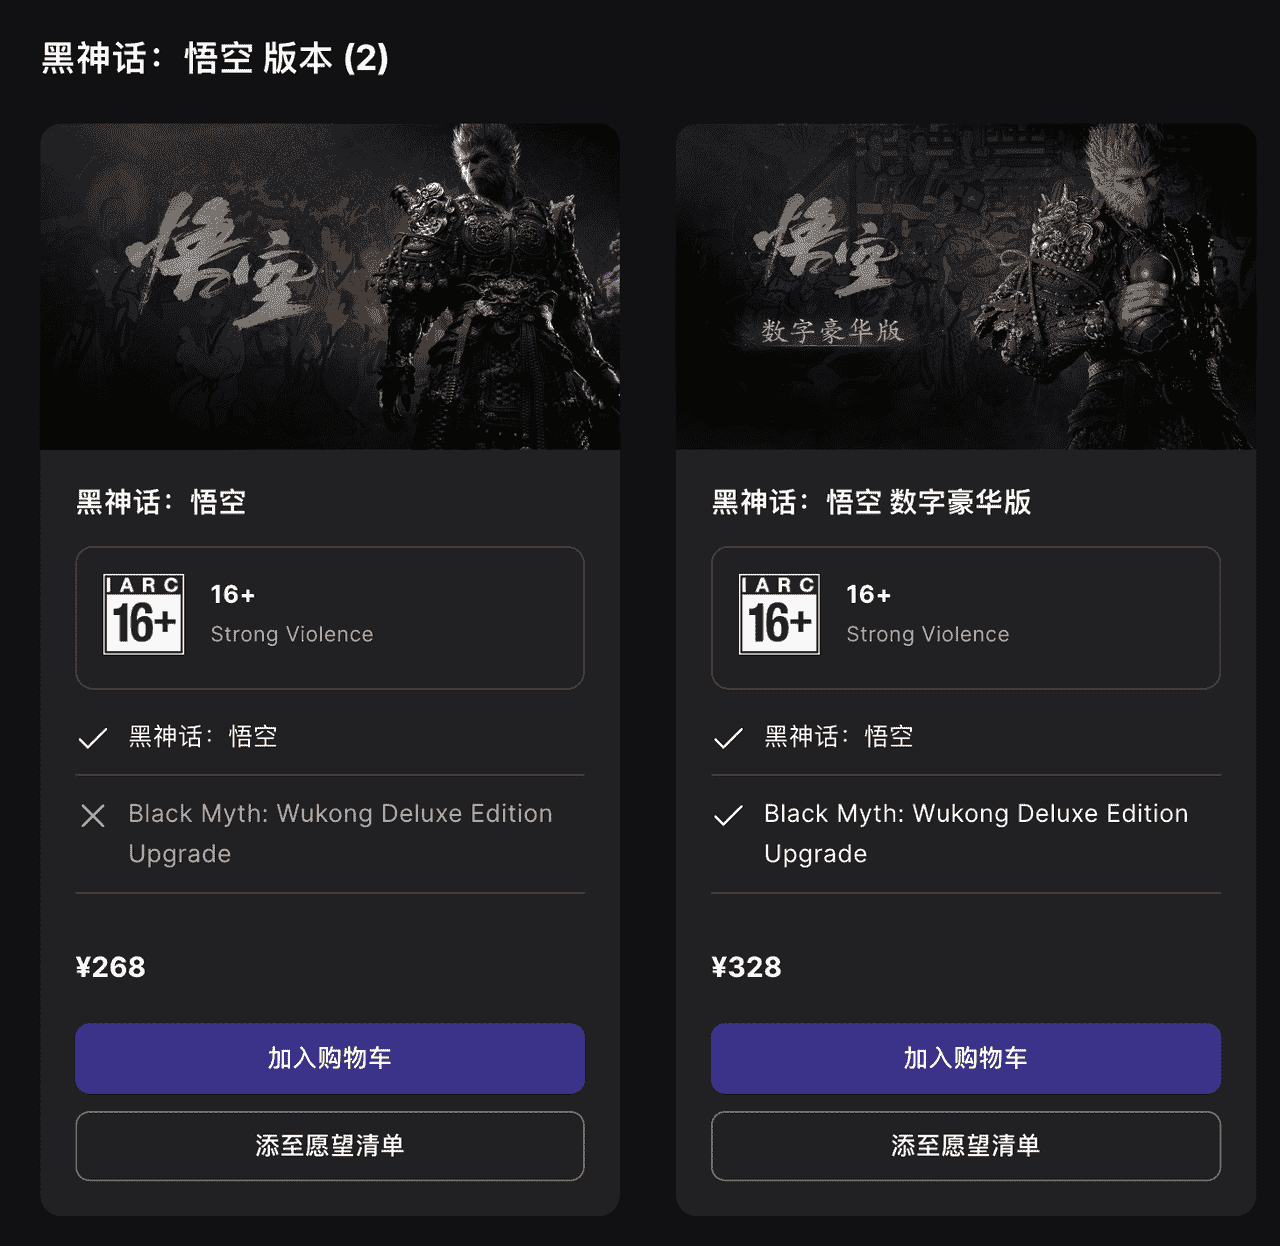 黑神话：悟空 版本 (2)
悟空
黑神话：悟空
IARC
16+
16+
Strong Violence
黑神话：悟空
Black Myth: Wukong Deluxe Edition
Upgrade
¥268
加入购物车
添至愿望清单
悟空
数字豪华版
黑神话：悟空 数字豪华版
IARC
16+
16+
Strong Violence
黑神话：悟空
Black Myth: Wukong Deluxe Edition
Upgrade
¥328
加入购物车
添至愿望清单